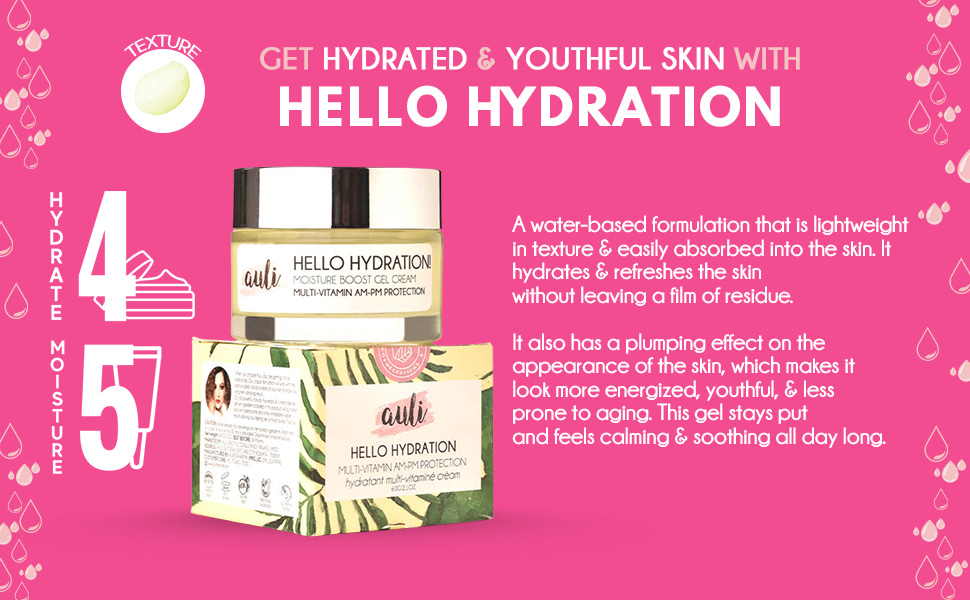 TEXTURE
GET HYDRATED & YOUTHFUL SKIN WITH
HELLO HYDRATION
HYDRATE
4
MOISTURE
5
auli
HELLO HYDRATION!
MOISTURE BOOST GEL CREAM
MULTI-VITAMIN AM-PM PROTECTION
auli
HELLO HYDRATION
MULTI-VITAMIN AM-PM PROTECTION
hydratant multi-vitaminé crèam
A water-based formulation that is lightweight
in texture & easily absorbed into the skin. It
hydrates & refreshes the skin
without leaving a film of residue.
It also has a plumping effect on the
appearance of the skin, which makes it
look more energized, youthful, & less
prone to aging. This gel stays put
and feels calming & soothing all day long.